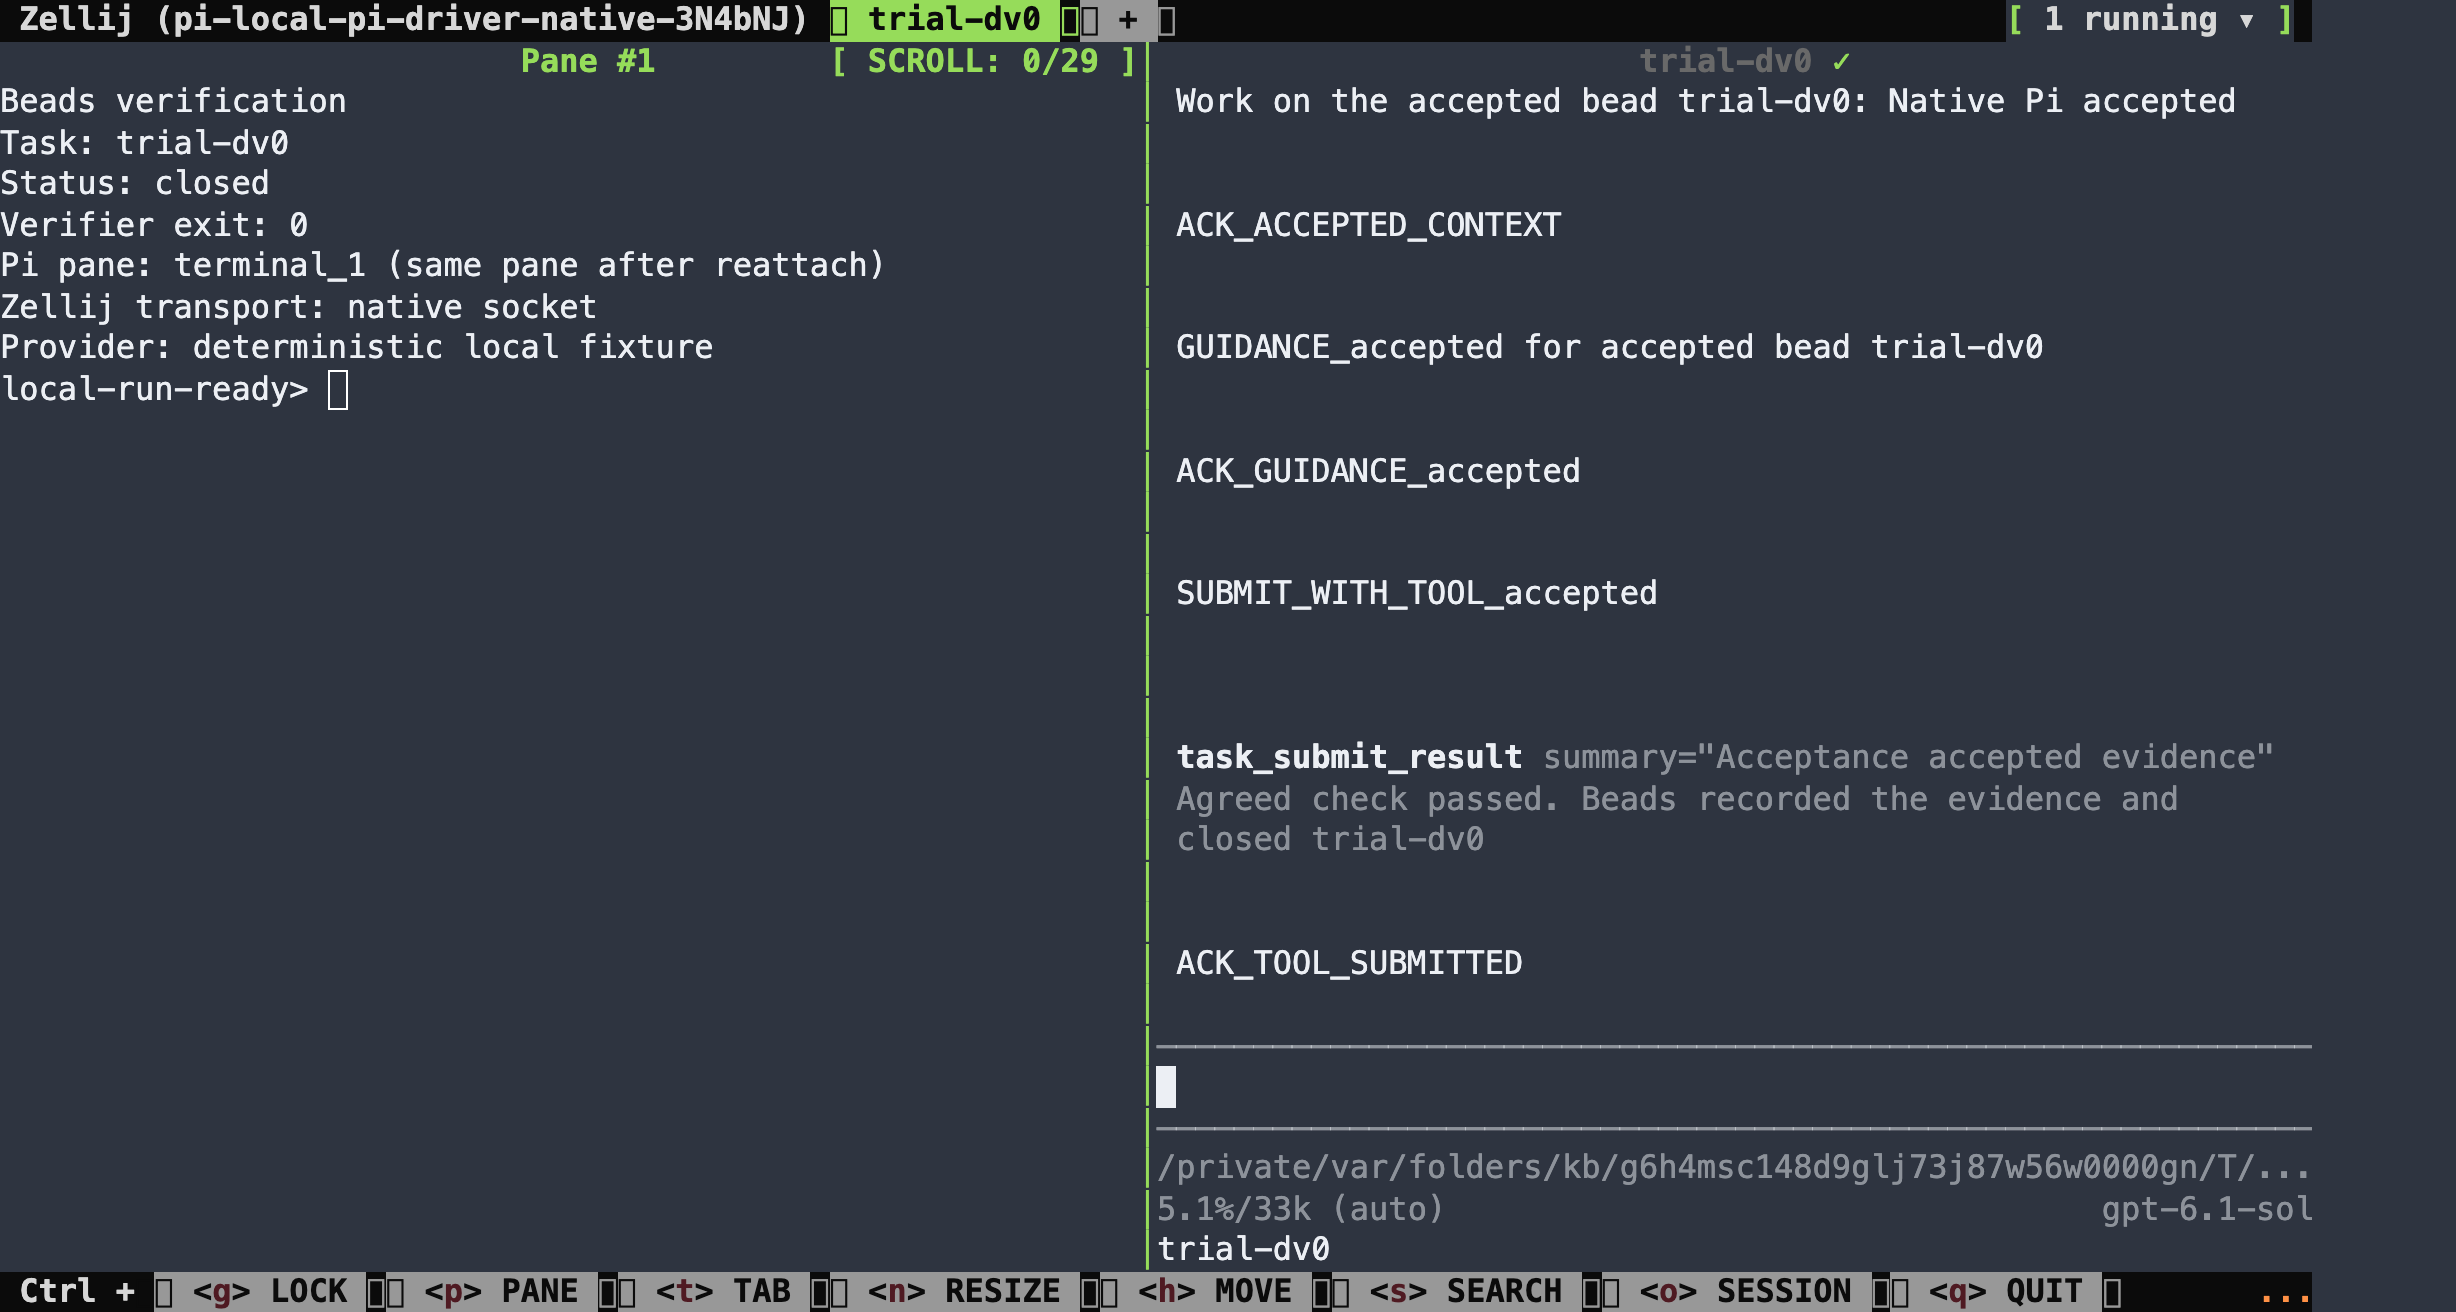 Zellij (pi-local-pi-driver-native-3N4bNJ) trial-dv0 + [ 1 running ▾ ]
Pane #1 [ SCROLL: 0/29 ]
Beads verification
Task: trial-dv0
Status: closed
Verifier exit: 0
Pi pane: terminal_1 (same pane after reattach)
Zellij transport: native socket
Provider: deterministic local fixture
local-run-ready>
trial-dv0 ✓
Work on the accepted bead trial-dv0: Native Pi accepted
ACK_ACCEPTED_CONTEXT
GUIDANCE_accepted for accepted bead trial-dv0
ACK_GUIDANCE_accepted
SUBMIT_WITH_TOOL_accepted
task_submit_result summary="Acceptance accepted evidence"
Agreed check passed. Beads recorded the evidence and
closed trial-dv0
ACK_TOOL_SUBMITTED
/private/var/folders/kb/g6h4msc148d9glj73j87w56w0000gn/T/...
5.1%/33k (auto) gpt-6.1-sol
trial-dv0
Ctrl + <g> LOCK <p> PANE <t> TAB <n> RESIZE <h> MOVE <s> SEARCH <o> SESSION <q> QUIT ...